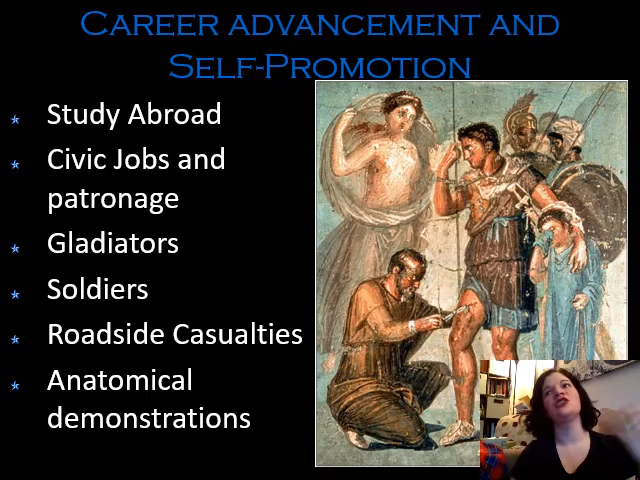 Career advancement and
Self-Promotion
Study Abroad
Civic Jobs and
patronage
Gladiators
Soldiers
Roadside Casualties
Anatomical
demonstrations